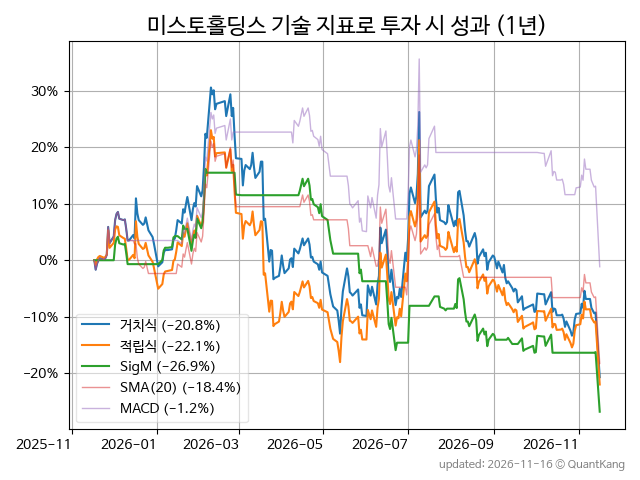 미스토홀딩스 기술 지표로 투자 시 성과 (1년)
30%
20%
10%
0%
−10%
−20%
거치식 (−20.8%)
적립식 (−22.1%)
SigM (−26.9%)
SMA(20) (−18.4%)
MACD (−1.2%)
2025-11 2026-01 2026-03 2026-05 2026-07 2026-09 2026-11
updated: 2026-11-16 © QuantKang